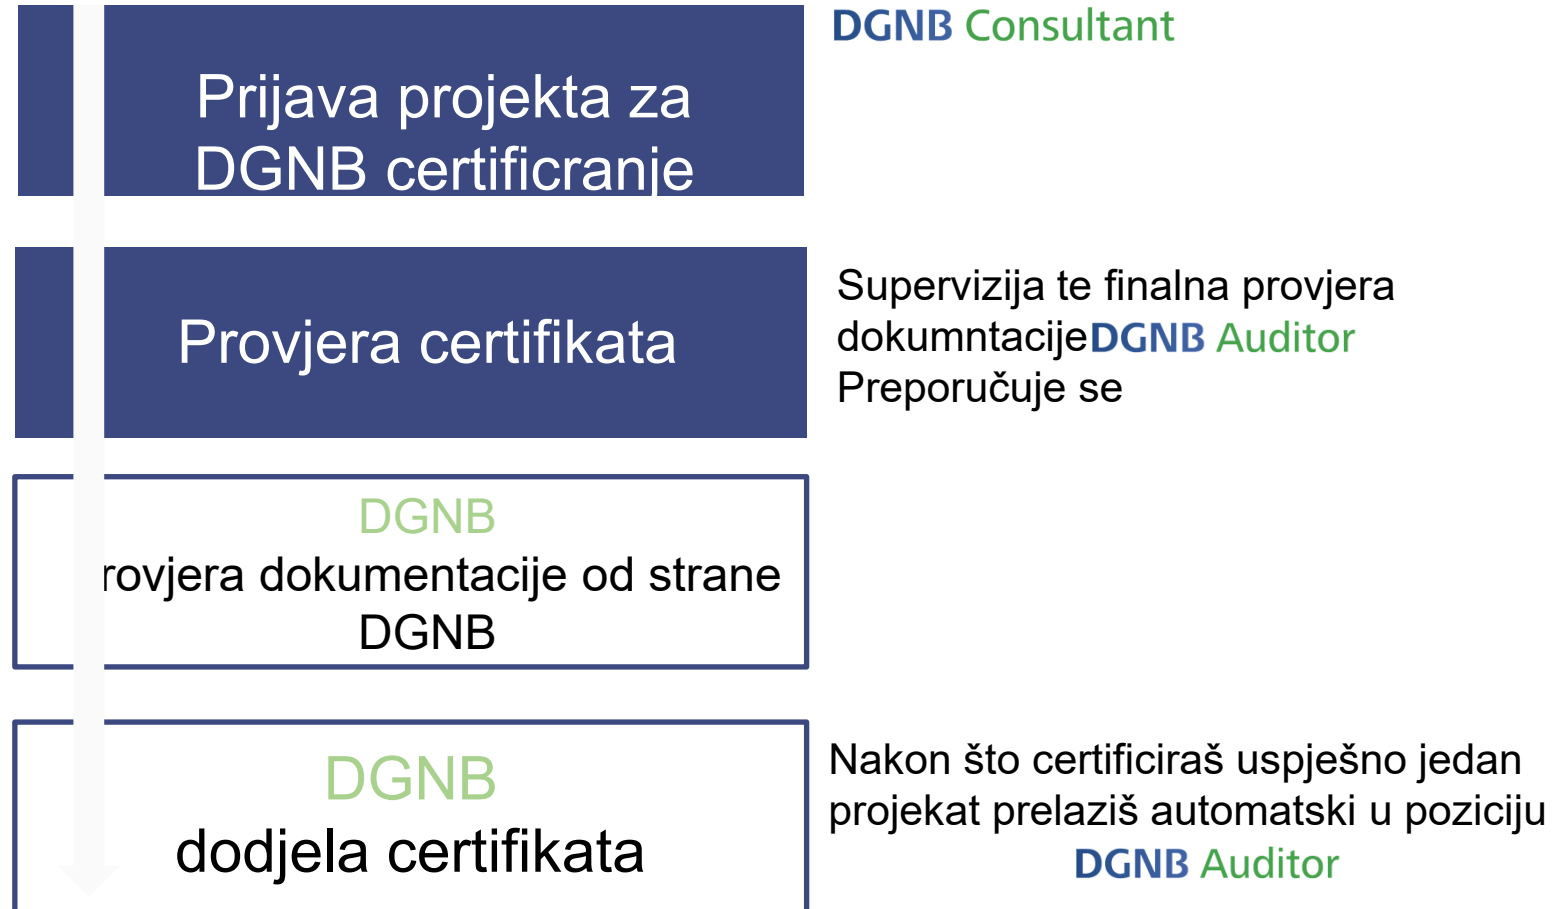 DGNB Consultant
Prijava projekta za
DGNB certificranje
Provjera certifikata
Supervizija te finalna provjera
dokumntacijeDGNB Auditor
Preporučuje se
DGNB
rovjera dokumentacije od strane
DGNB
DGNB
dodjela certifikata
Nakon što certificiraš uspješno jedan
projekat prelaziš automatski u poziciju
DGNB Auditor